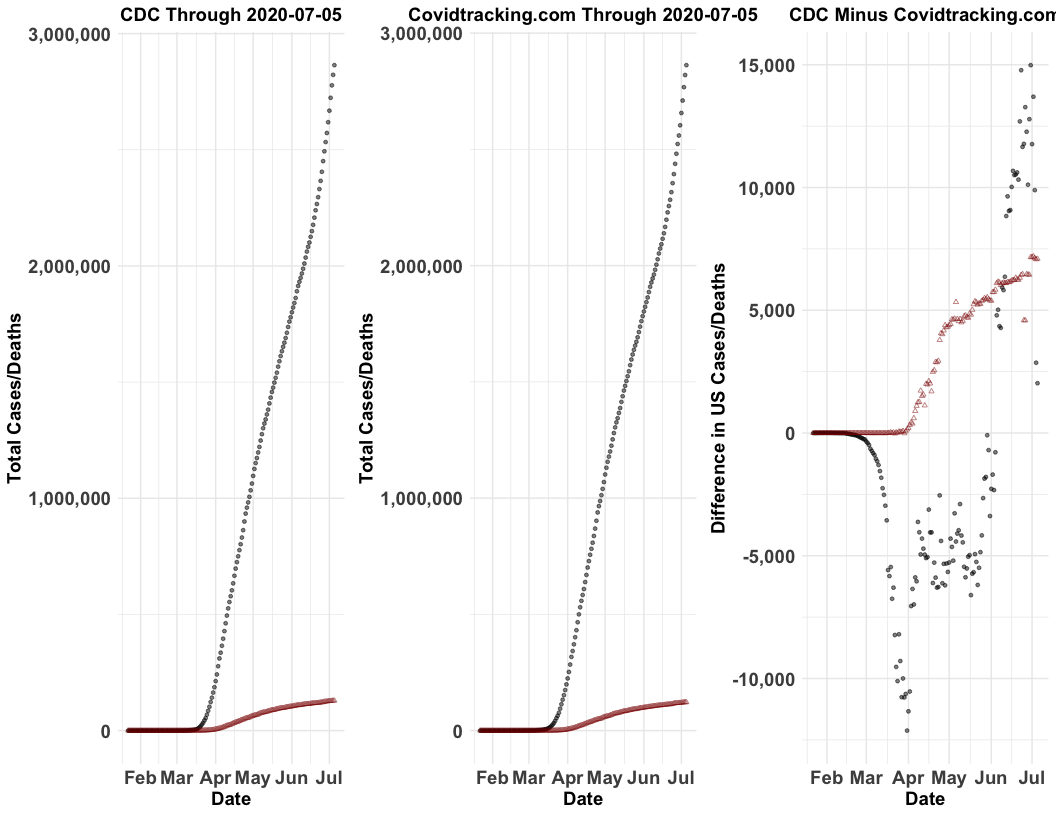 CDC Through 2020-07-05
Total Cases/Deaths
3,000,000
2,000,000
1,000,000
0
Feb Mar Apr May Jun Jul
Date
Covidtracking.com Through 2020-07-05
Total Cases/Deaths
3,000,000
2,000,000
1,000,000
0
Feb Mar Apr May Jun Jul
Date
CDC Minus Covidtracking.com
Difference in US Cases/Deaths
15,000
10,000
5,000
0
-5,000
-10,000
Feb Mar Apr May Jun Jul
Date